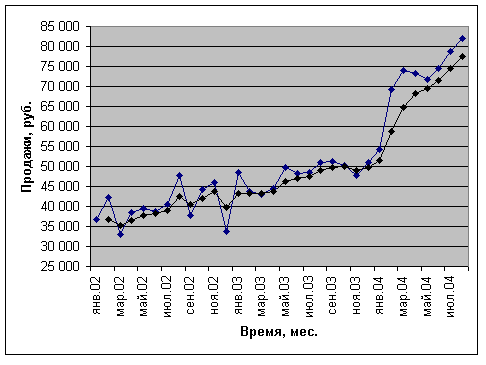 85 000
80 000
75 000
70 000
65 000
60 000
55 000
50 000
45 000
40 000
35 000
30 000
25 000
Продажи, руб.
янв.02
мар.02
май.02
июл.02
сен.02
ноя.02
янв.03
мар.03
май.03
июл.03
сен.03
ноя.03
янв.04
мар.04
май.04
июл.04
Время, мес.